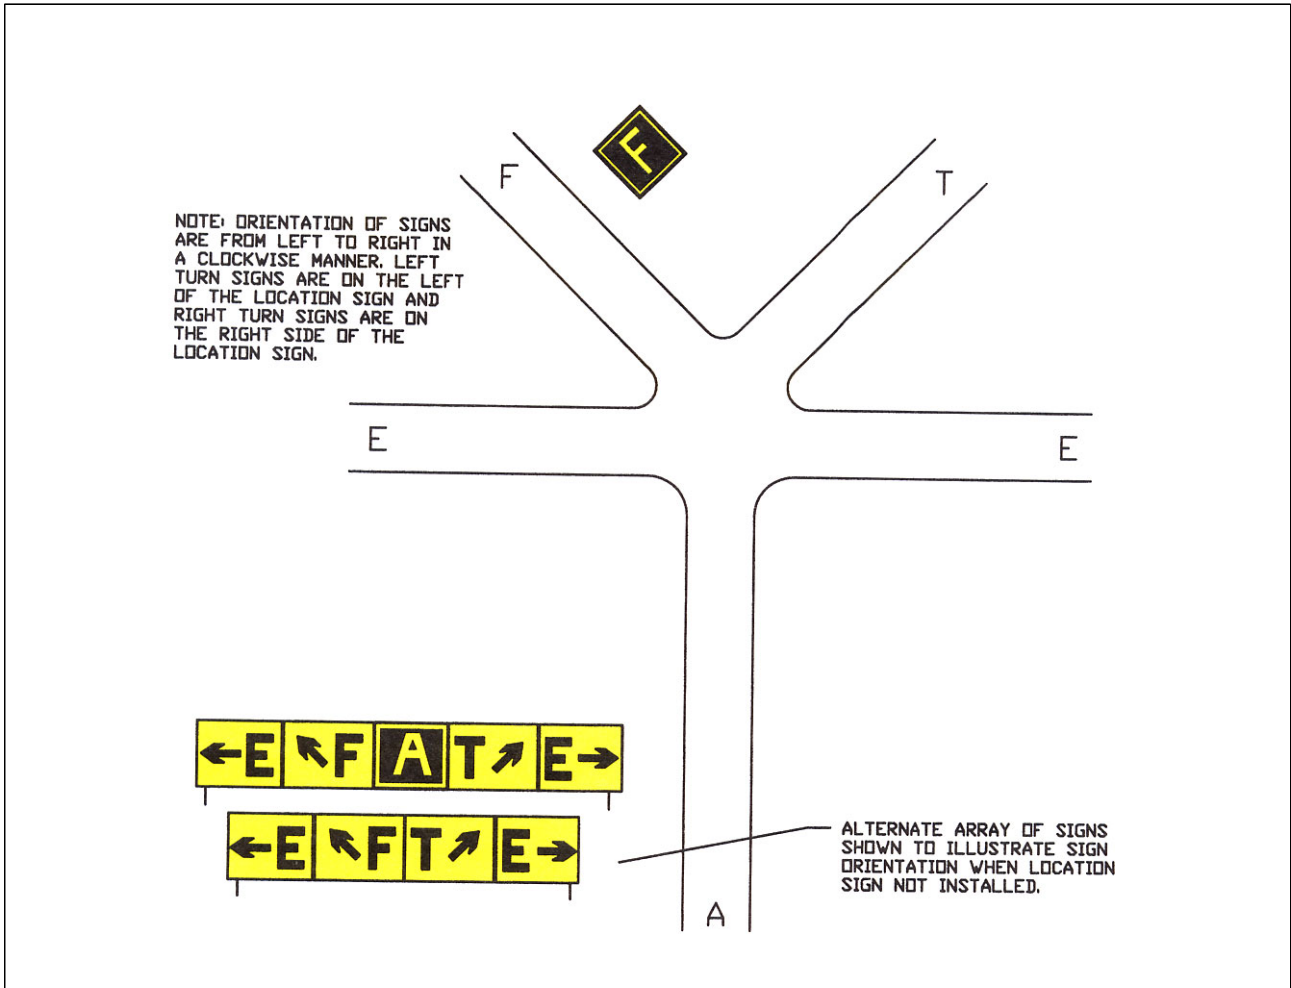 F
F
T
NOTE: ORIENTATION OF SIGNS
ARE FROM LEFT TO RIGHT IN
A CLOCKWISE MANNER. LEFT
TURN SIGNS ARE ON THE LEFT
OF THE LOCATION SIGN AND
RIGHT TURN SIGNS ARE ON
THE RIGHT SIDE OF THE
LOCATION SIGN.
E
E
←E ↖F A T↗ E→
←E ↖F T↗ E→
ALTERNATE ARRAY OF SIGNS
SHOWN TO ILLUSTRATE SIGN
ORIENTATION WHEN LOCATION
SIGN NOT INSTALLED.
A